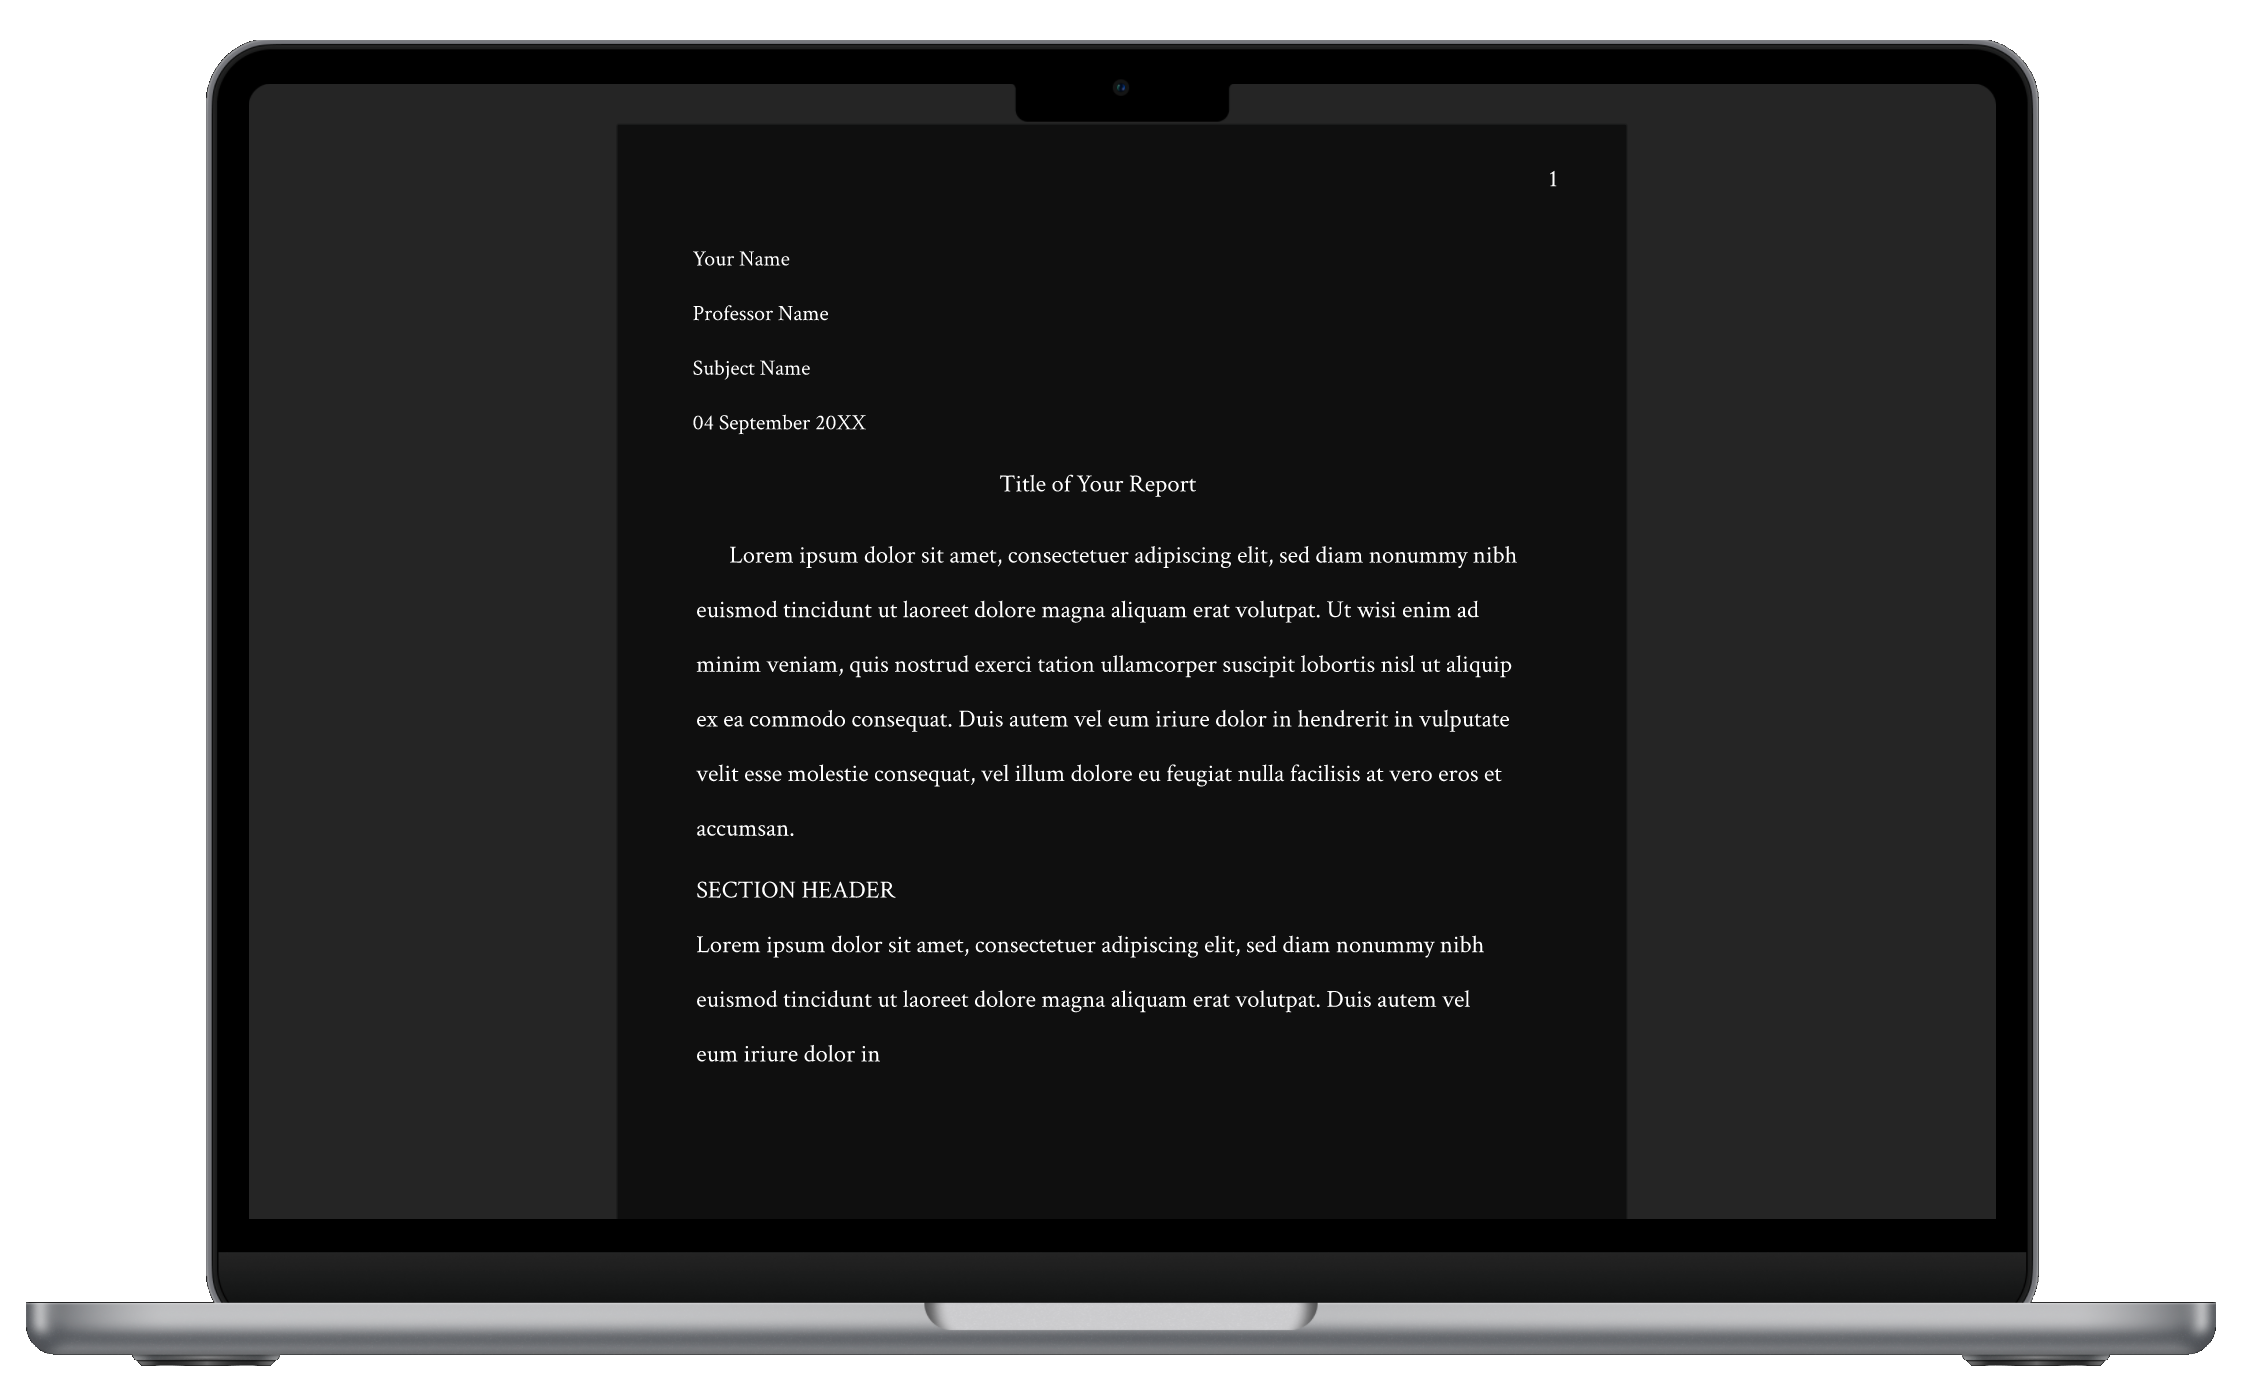 1
Your Name
Professor Name
Subject Name
04 September 20XX
Title of Your Report
Lorem ipsum dolor sit amet, consectetuer adipiscing elit, sed diam nonummy nibh
euismod tincidunt ut laoreet dolore magna aliquam erat volutpat. Ut wisi enim ad
minim veniam, quis nostrud exerci tation ullamcorper suscipit lobortis nisl ut aliquip
ex ea commodo consequat. Duis autem vel eum iriure dolor in hendrerit in vulputate
velit esse molestie consequat, vel illum dolore eu feugiat nulla facilisis at vero eros et
accumsan.
SECTION HEADER
Lorem ipsum dolor sit amet, consectetuer adipiscing elit, sed diam nonummy nibh
euismod tincidunt ut laoreet dolore magna aliquam erat volutpat. Duis autem vel
eum iriure dolor in